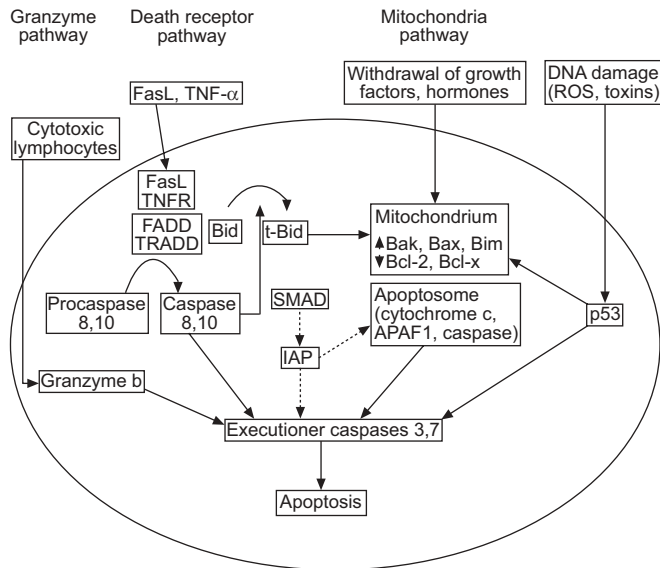 Granzyme
pathway
Death receptor
pathway
Mitochondria
pathway
FasL, TNF-α
Withdrawal of growth
factors, hormones
DNA damage
(ROS, toxins)
Cytotoxic
lymphocytes
FasL
TNFR
FADD
TRADD
Bid
t-Bid
Mitochondrium
Bak, Bax, Bim
Bcl-2, Bcl-x
Procaspase
8,10
Caspase
8,10
SMAD
Apoptosome
(cytochrome c,
APAF1, caspase)
p53
IAP
Granzyme b
Executioner caspases 3,7
Apoptosis